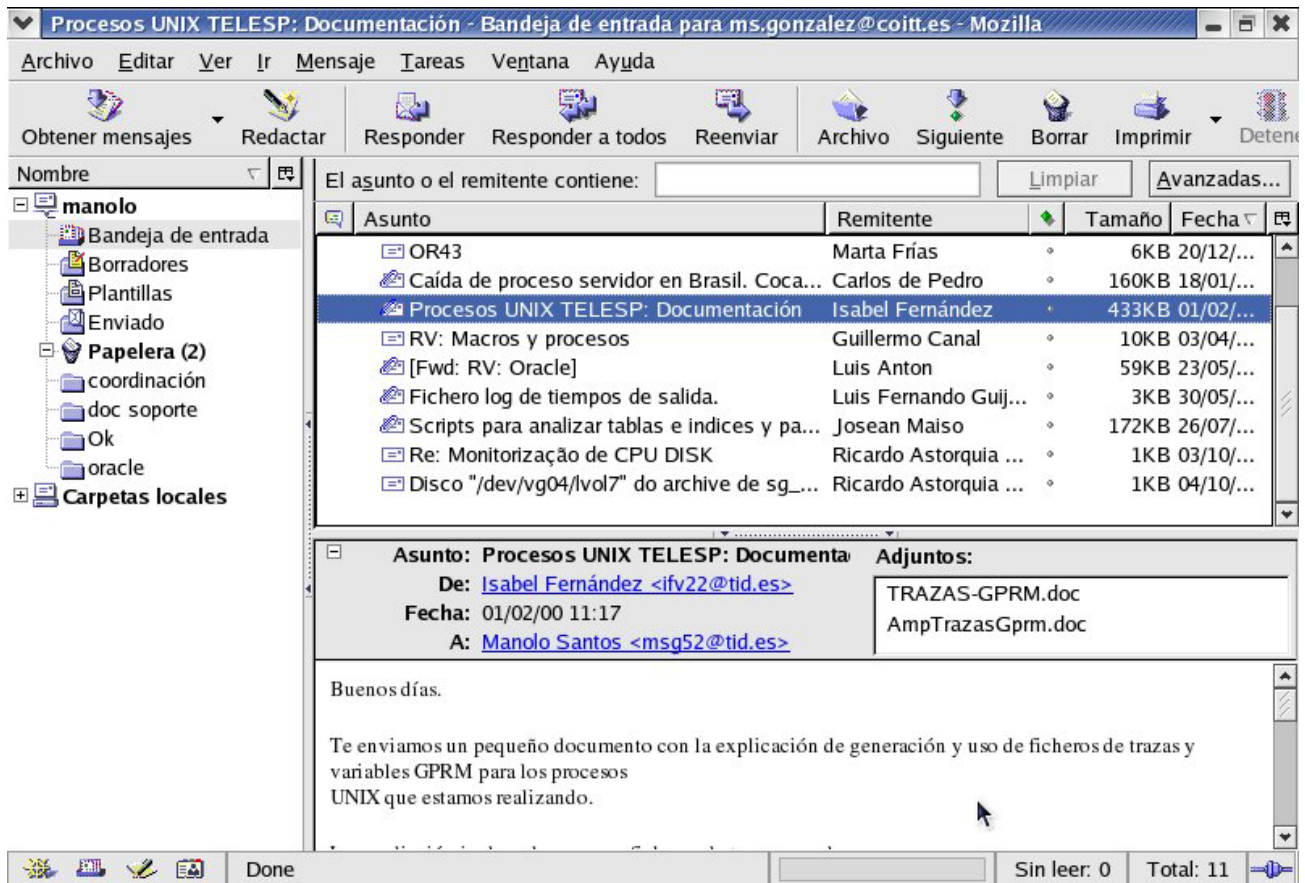 Procesos UNIX TELESP: Documentación - Bandeja de entrada para ms.gonzalez@coitt.es - Mozilla
Archivo Editar Ver Ir Mensaje Tareas Ventana Ayuda
Obtener mensajes Redactar Responder Responder a todos Reenviar Archivo Siguiente Borrar Imprimir Detene
Nombre
manolo
Bandeja de entrada
Borradores
Plantillas
Enviado
Papelera (2)
coordinación
doc soporte
Ok
oracle
Carpetas locales
El asunto o el remitente contiene: Limpiar Avanzadas...
Asunto Remitente Tamaño Fecha
OR43 Marta Frías 6KB 20/12/...
Caída de proceso servidor en Brasil. Coca... Carlos de Pedro 160KB 18/01/...
Procesos UNIX TELESP: Documentación Isabel Fernández 433KB 01/02/...
RV: Macros y procesos Guillermo Canal 10KB 03/04/...
[Fwd: RV: Oracle] Luis Anton 59KB 23/05/...
Fichero log de tiempos de salida. Luis Fernando Guij... 3KB 30/05/...
Scripts para analizar tablas e indices y pa... Josean Maiso 172KB 26/07/...
Re: Monitorização de CPU DISK Ricardo Astorquia ... 1KB 03/10/...
Disco "/dev/vg04/lvol7" do archive de sg_... Ricardo Astorquia ... 1KB 04/10/...
Asunto: Procesos UNIX TELESP: Documenta
De: Isabel Fernández <ifv22@tid.es>
Fecha: 01/02/00 11:17
A: Manolo Santos <msg52@tid.es>
Adjuntos:
TRAZAS-GPRM.doc
AmpTrazasGprm.doc
Buenos días.
Te enviamos un pequeño documento con la explicación de generación y uso de ficheros de trazas y
variables GPRM para los procesos
UNIX que estamos realizando.
Done Sin leer: 0 Total: 11